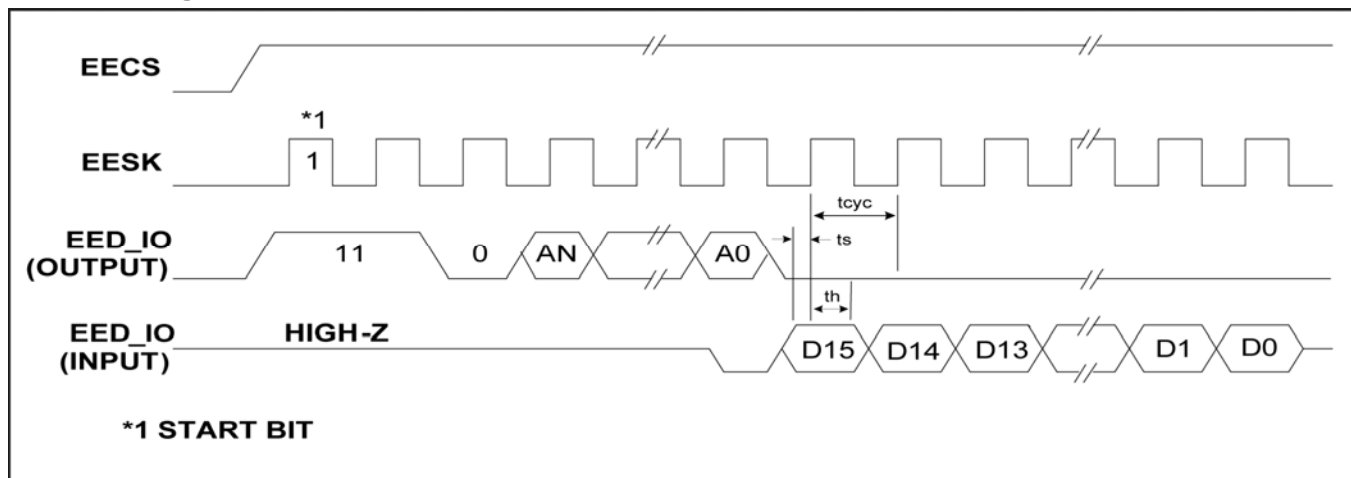 EECS
*1
EESK
1
tcyc
EED_IO
(OUTPUT)
11
0
AN
A0
ts
th
EED_IO
(INPUT)
HIGH-Z
D15
D14
D13
D1
D0
*1 START BIT